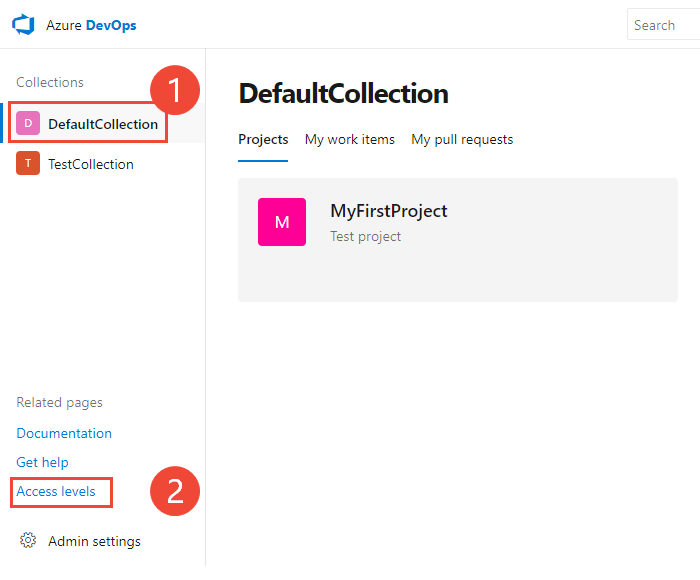 Azure DevOps
Search
Collections
1
D
DefaultCollection
T
TestCollection
DefaultCollection
Projects
My work items
My pull requests
M
MyFirstProject
Test project
Related pages
Documentation
Get help
Access levels
2
Admin settings